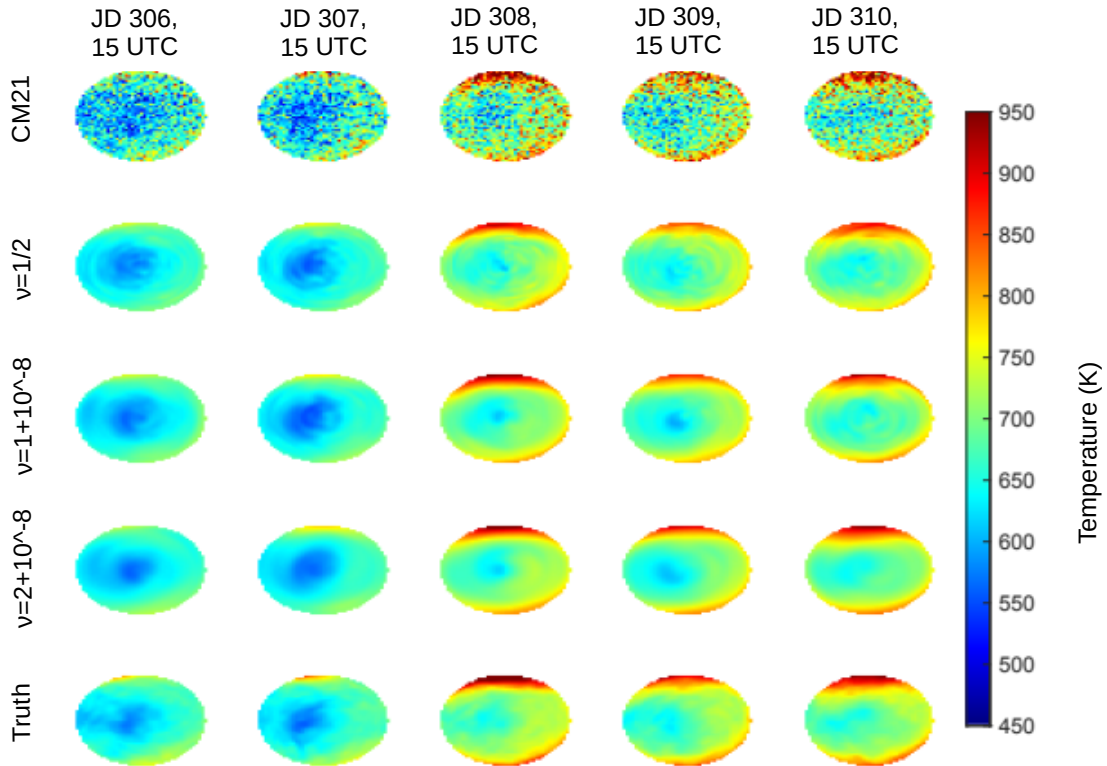 JD 306,
15 UTC
JD 307,
15 UTC
JD 308,
15 UTC
JD 309,
15 UTC
JD 310,
15 UTC
CM21
ν=1/2
ν=1+10^-8
ν=2+10^-8
Truth
950
900
850
800
750
700
650
600
550
500
450
Temperature (K)